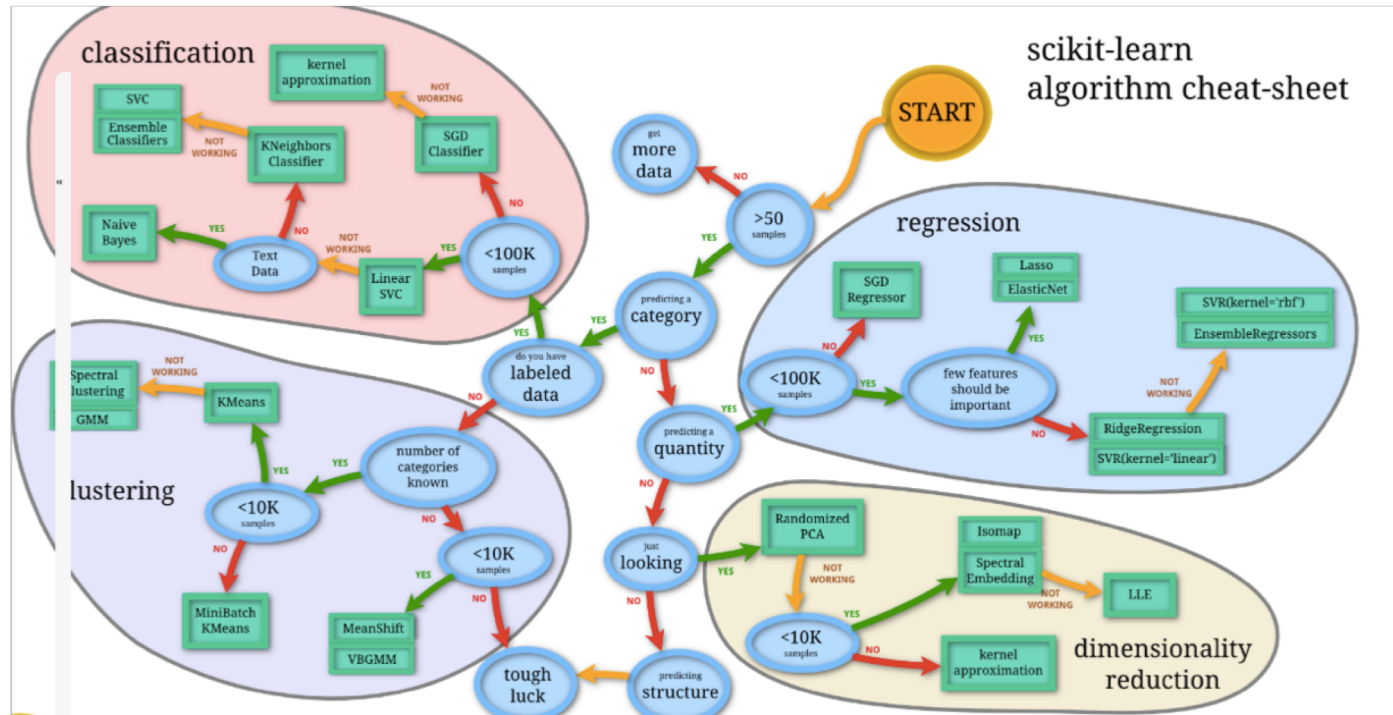 scikit-learn
algorithm cheat-sheet
START
get
more
data
NO
>50
samples
YES
predicting a
category
YES
NO
do you have
labeled
data
YES
NO
predicting a
quantity
YES
NO
just
looking
YES
NO
predicting
structure
tough
luck
classification
kernel
approximation
NOT
WORKING
SGD
Classifier
NO
<100K
samples
YES
Linear
SVC
NOT
WORKING
Text
Data
YES
NO
Naive
Bayes
KNeighbors
Classifier
NOT
WORKING
SVC
Ensemble
Classifiers
«
regression
SGD
Regressor
NO
<100K
samples
YES
few features
should be
important
YES
Lasso
ElasticNet
NO
RidgeRegression
SVR(kernel='linear')
NOT
WORKING
SVR(kernel='rbf')
EnsembleRegressors
lustering
number of
categories
known
YES
NO
<10K
samples
YES
NO
KMeans
NOT
WORKING
Spectral
lustering
GMM
MiniBatch
KMeans
<10K
samples
YES
NO
MeanShift
VBGMM
dimensionality
reduction
Randomized
PCA
NOT
WORKING
<10K
samples
YES
NO
Isomap
Spectral
Embedding
NOT
WORKING
LLE
kernel
approximation